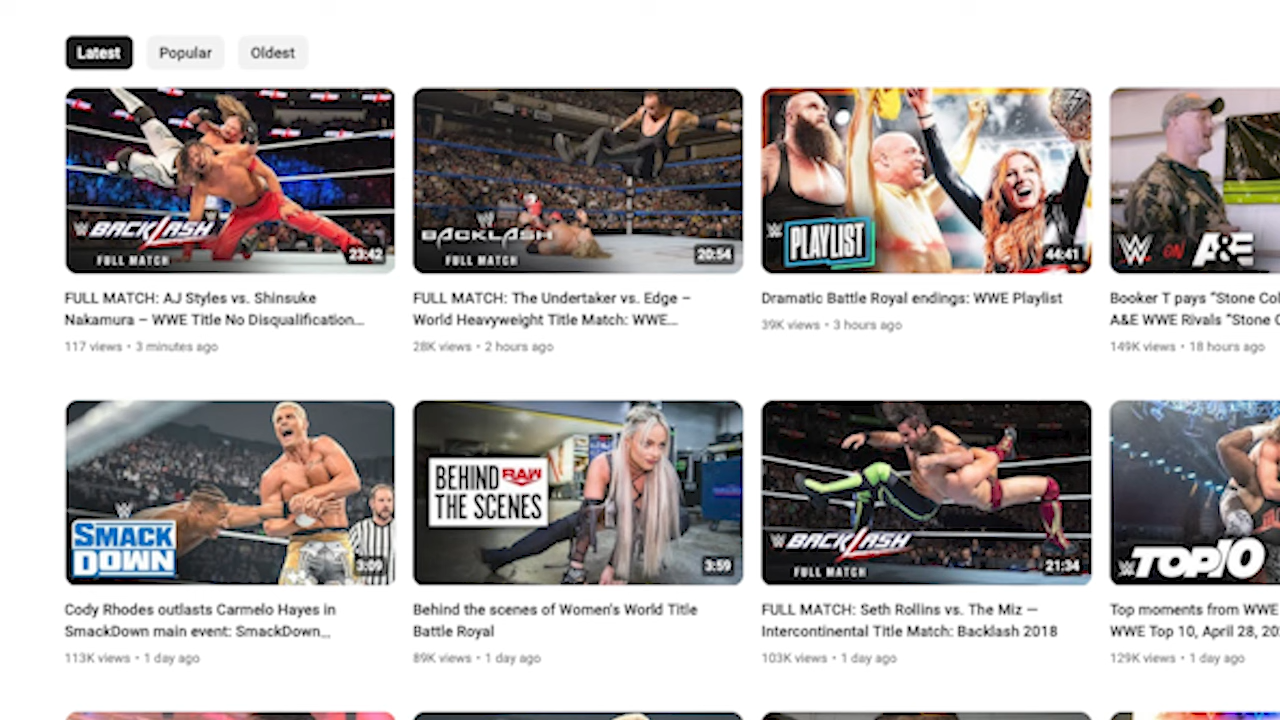 Latest
Popular
Oldest
BACKLASH
FULL MATCH
23:42
BACKLASH
FULL MATCH
20:54
PLAYLIST
44:41
W ON A&E
FULL MATCH: AJ Styles vs. Shinsuke
Nakamura – WWE Title No Disqualification...
117 views • 3 minutes ago
FULL MATCH: The Undertaker vs. Edge –
World Heavyweight Title Match: WWE...
28K views • 2 hours ago
Dramatic Battle Royal endings: WWE Playlist
39K views • 3 hours ago
Booker T pays “Stone Col
A&E WWE Rivals “Stone C
149K views • 18 hours ago
SMACK
DOWN
3:09
BEHIND RAW
THE SCENES
3:59
BACKLASH
FULL MATCH
21:34
TOP10
Cody Rhodes outlasts Carmelo Hayes in
SmackDown main event: SmackDown...
113K views • 1 day ago
Behind the scenes of Women's World Title
Battle Royal
89K views • 1 day ago
FULL MATCH: Seth Rollins vs. The Miz —
Intercontinental Title Match: Backlash 2018
103K views • 1 day ago
Top moments from WWE
WWE Top 10, April 28, 20
129K views • 1 day ago